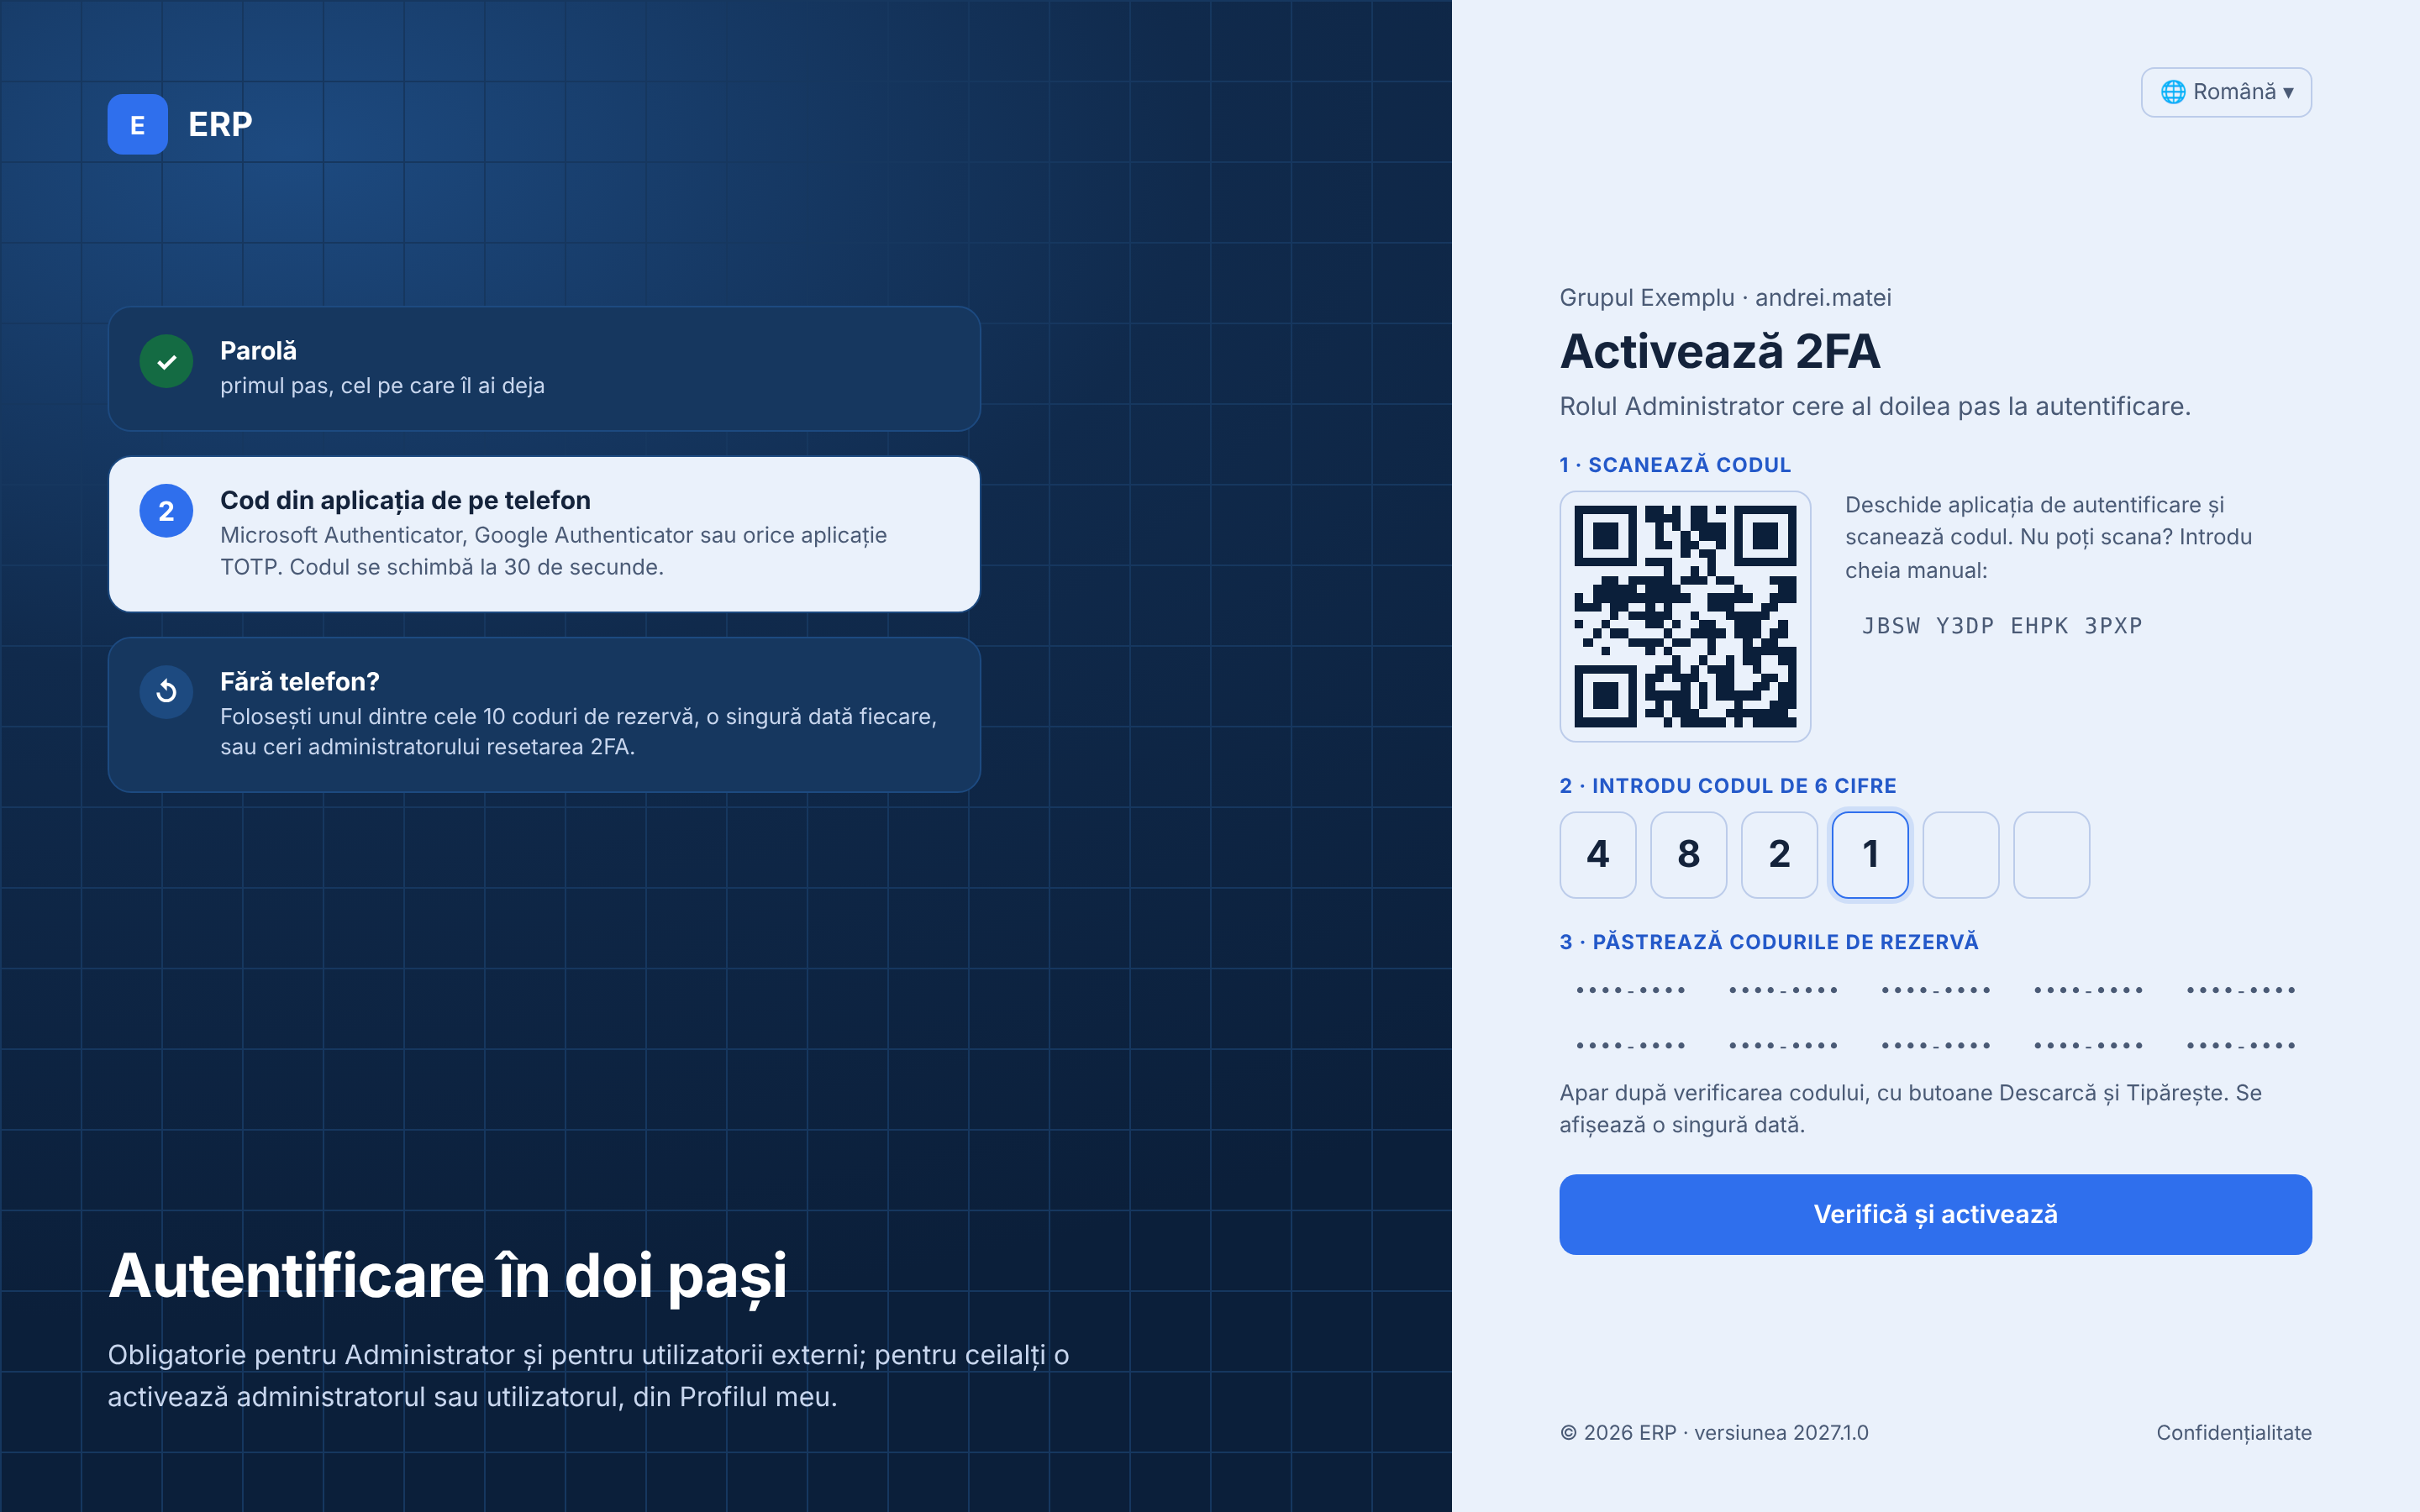 E ERP
Parolă
primul pas, cel pe care îl ai deja
2
Cod din aplicația de pe telefon
Microsoft Authenticator, Google Authenticator sau orice aplicație
TOTP. Codul se schimbă la 30 de secunde.
Fără telefon?
Folosești unul dintre cele 10 coduri de rezervă, o singură dată fiecare,
sau ceri administratorului resetarea 2FA.
Autentificare în doi pași
Obligatorie pentru Administrator și pentru utilizatorii externi; pentru ceilalți o
activează administratorul sau utilizatorul, din Profilul meu.
🌐 Română ▾
Grupul Exemplu · andrei.matei
Activează 2FA
Rolul Administrator cere al doilea pas la autentificare.
1 · SCANEAZĂ CODUL
Deschide aplicația de autentificare și
scanează codul. Nu poți scana? Introdu
cheia manual:
JBSW Y3DP EHPK 3PXP
2 · INTRODU CODUL DE 6 CIFRE
4 8 2 1
3 · PĂSTREAZĂ CODURILE DE REZERVĂ
••••-•••• ••••-•••• ••••-•••• ••••-•••• ••••-••••
••••-•••• ••••-•••• ••••-•••• ••••-•••• ••••-••••
Apar după verificarea codului, cu butoane Descarcă și Tipărește. Se
afișează o singură dată.
Verifică și activează
© 2026 ERP · versiunea 2027.1.0
Confidențialitate